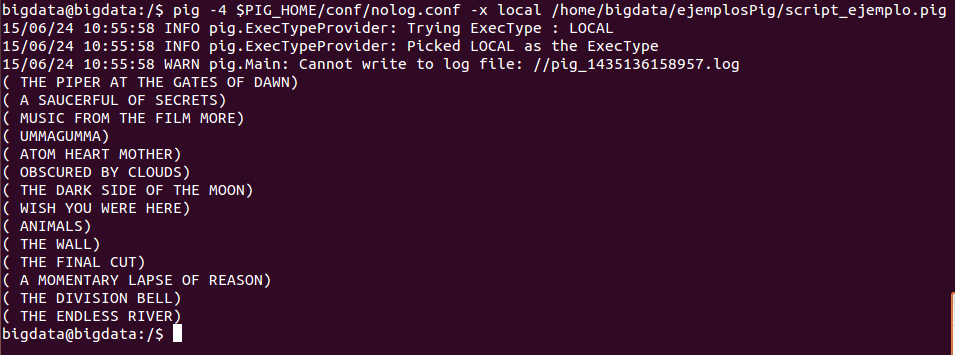 bigdata@bigdata:/$ pig -4 $PIG_HOME/conf/nolog.conf -x local /home/bigdata/ejemplosPig/script_ejemplo.pig
15/06/24 10:55:58 INFO pig.ExecTypeProvider: Trying ExecType : LOCAL
15/06/24 10:55:58 INFO pig.ExecTypeProvider: Picked LOCAL as the ExecType
15/06/24 10:55:58 WARN pig.Main: Cannot write to log file: //pig_1435136158957.log
( THE PIPER AT THE GATES OF DAWN)
( A SAUCERFUL OF SECRETS)
( MUSIC FROM THE FILM MORE)
( UMMAGUMMA)
( ATOM HEART MOTHER)
( OBSCURED BY CLOUDS)
( THE DARK SIDE OF THE MOON)
( WISH YOU WERE HERE)
( ANIMALS)
( THE WALL)
( THE FINAL CUT)
( A MOMENTARY LAPSE OF REASON)
( THE DIVISION BELL)
( THE ENDLESS RIVER)
bigdata@bigdata:/$